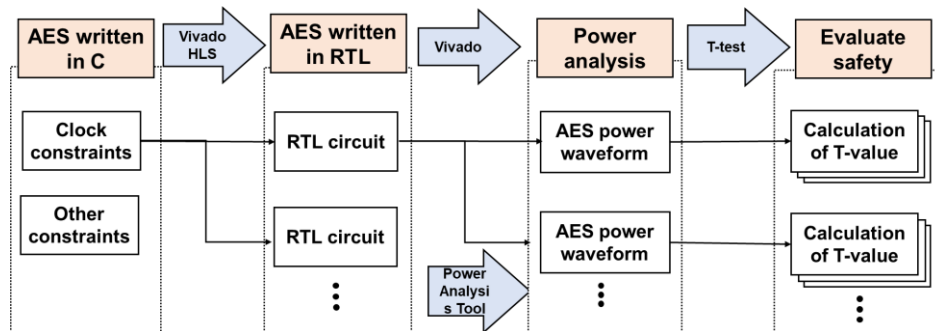 AES written
in C
Vivado
HLS
AES written
in RTL
Vivado
Power
analysis
T-test
Evaluate
safety
Clock
constraints
RTL circuit
AES power
waveform
Calculation
of T-value
Other
constraints
RTL circuit
AES power
waveform
Calculation
of T-value
Power
Analysi
s Tool